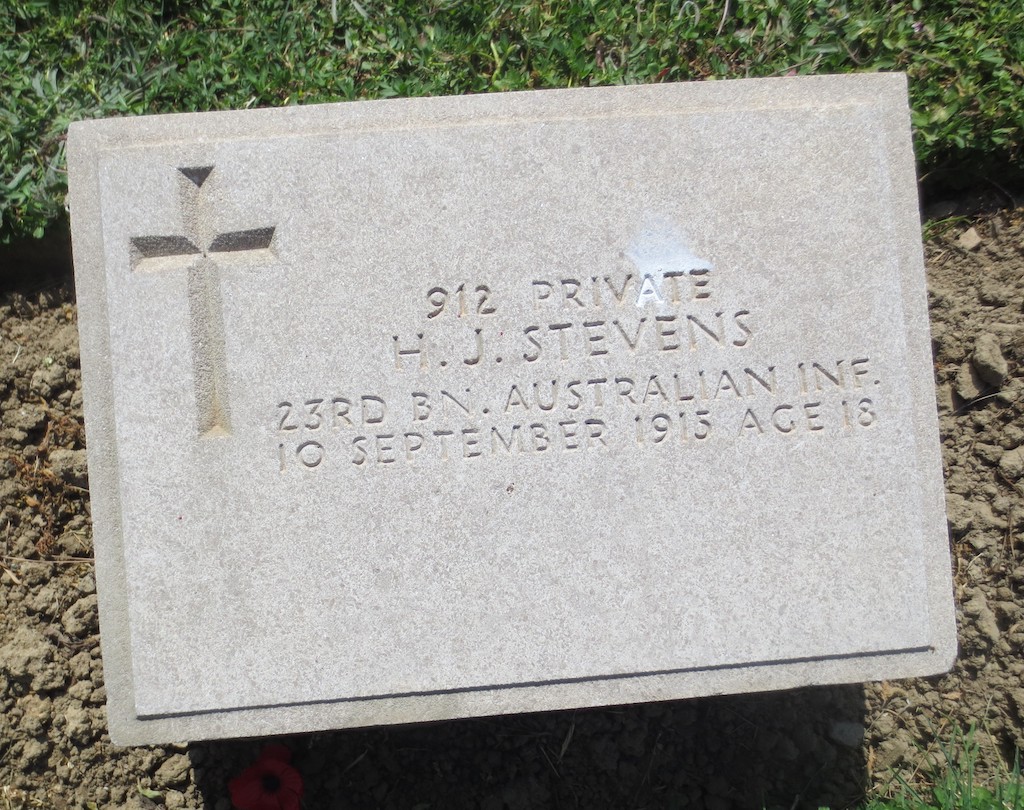 912 PRIVATE
H. J. STEVENS
23RD BN. AUSTRALIAN INF.
10 SEPTEMBER 1915 AGE 18